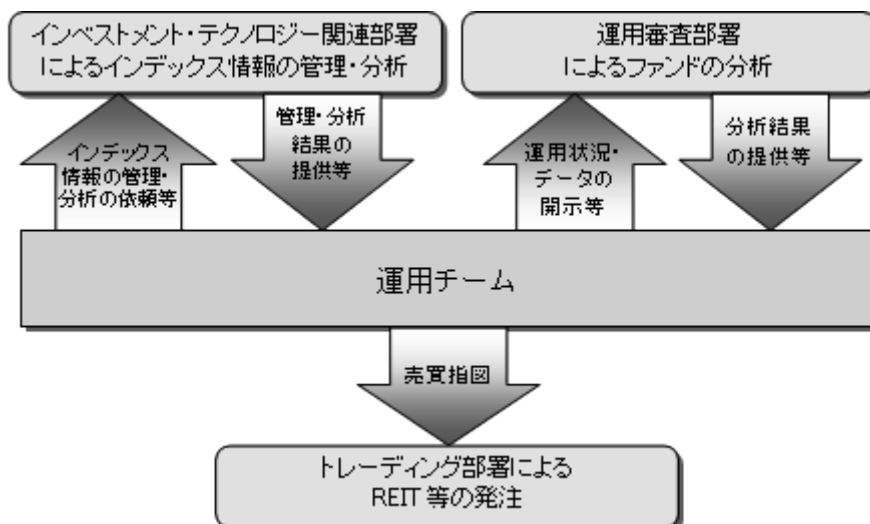 インベストメント・テクノロジー関連部署
によるインデックス情報の管理・分析
運用審査部署
によるファンドの分析
インデックス
情報の管理・
分析の依頼等
管理・分析
結果の
提供等
運用状況・
データの
開示等
分析結果
の提供等
運用チーム
売買指図
トレーディング部署による
REIT等の発注